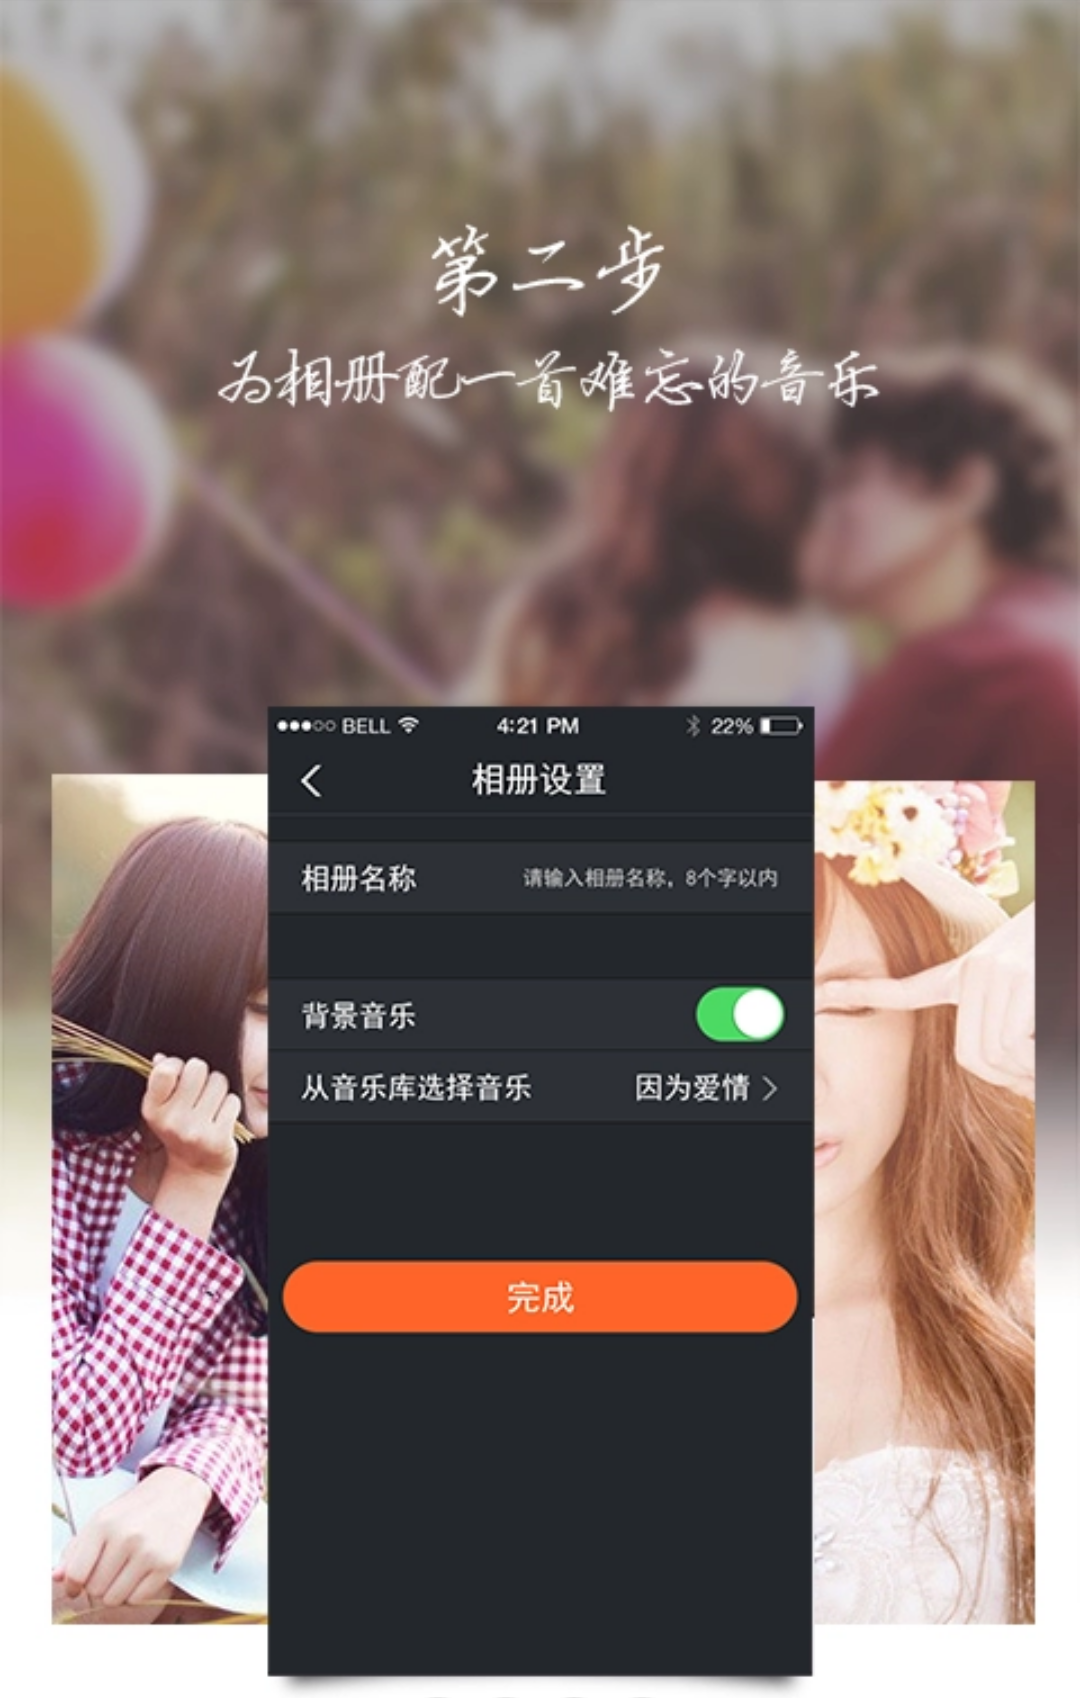 第二步
为相册配一首难忘的音乐
BELL 4:21 PM 22%
相册设置
相册名称 请输入相册名称，8个字以内
背景音乐
从音乐库选择音乐 因为爱情
完成